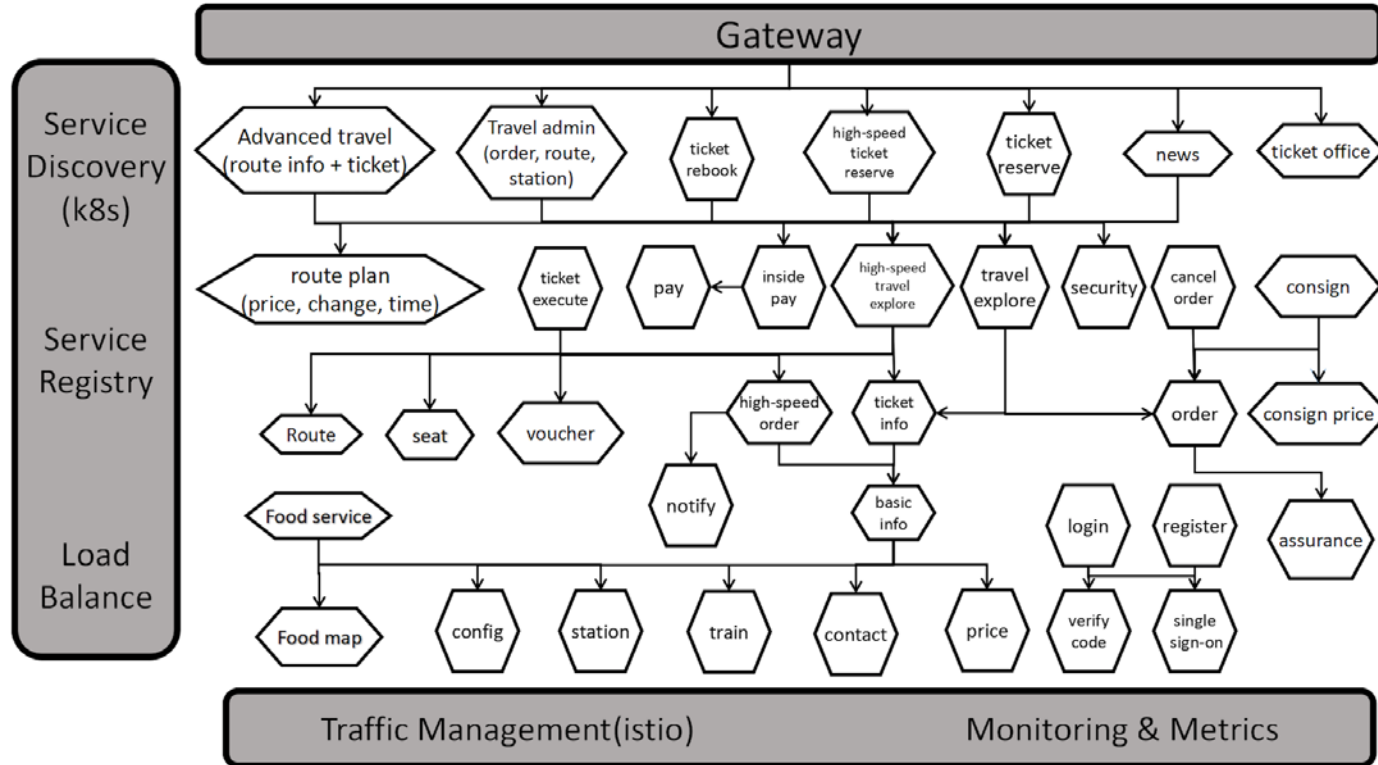 Gateway
Service
Discovery
(k8s)
Service
Registry
Load
Balance
Advanced travel
(route info + ticket)
Travel admin
(order, route,
station)
ticket
rebook
high-speed
ticket
reserve
ticket
reserve
news
ticket office
route plan
(price, change, time)
ticket
execute
pay
inside
pay
high-speed
travel
explore
travel
explore
security
cancel
order
consign
Route
seat
voucher
high-speed
order
ticket
info
order
consign price
notify
basic
info
Food service
login
register
assurance
Food map
config
station
train
contact
price
verify
code
single
sign-on
Traffic Management(istio)
Monitoring & Metrics